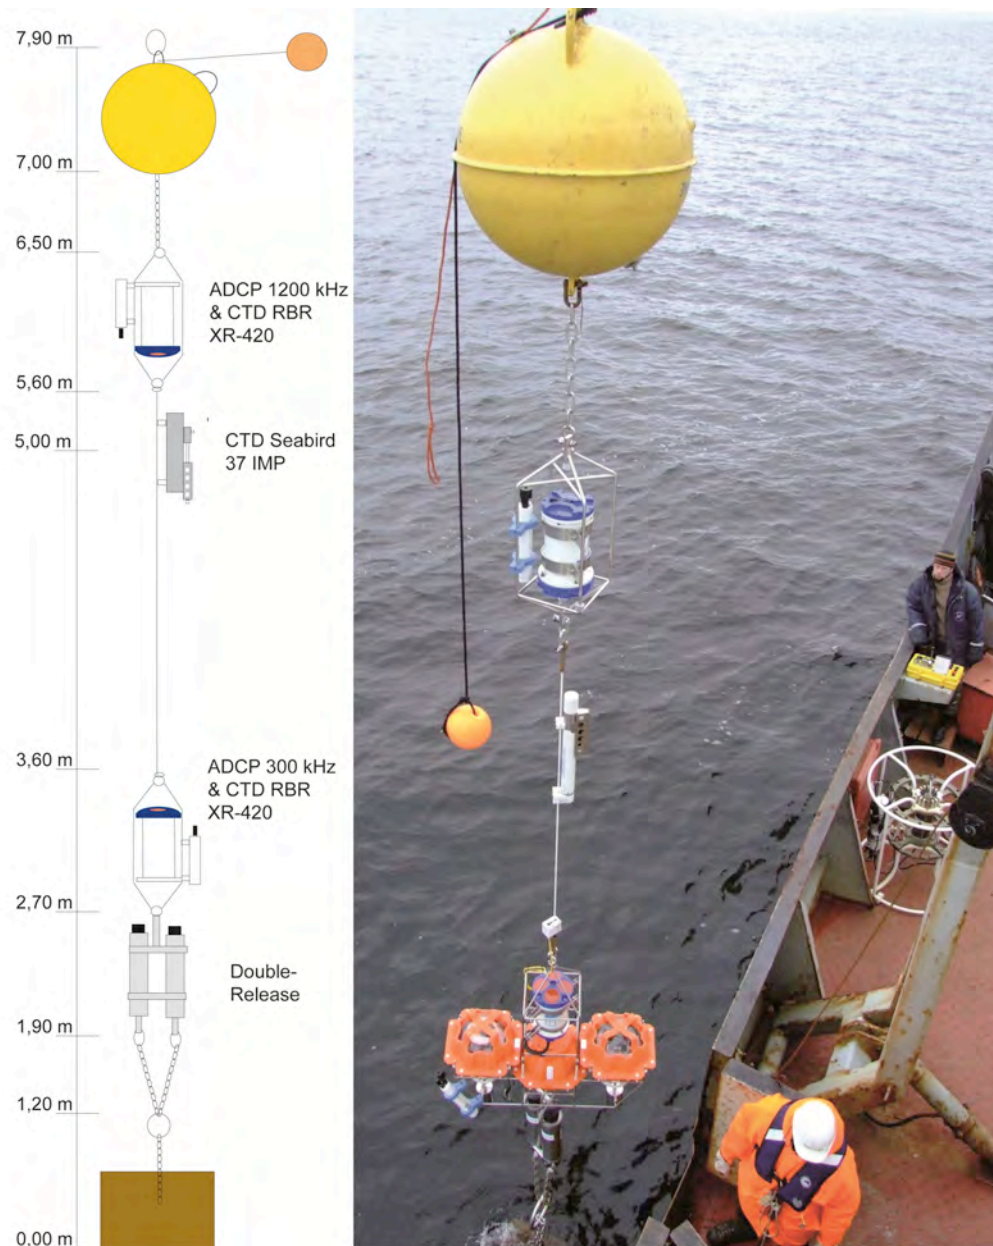 7,90 m
7,00 m
6,50 m
ADCP 1200 kHz
& CTD RBR
XR-420
5,60 m
5,00 m
CTD Seabird
37 IMP
3,60 m
ADCP 300 kHz
& CTD RBR
XR-420
2,70 m
Double-
Release
1,90 m
1,20 m
0,00 m